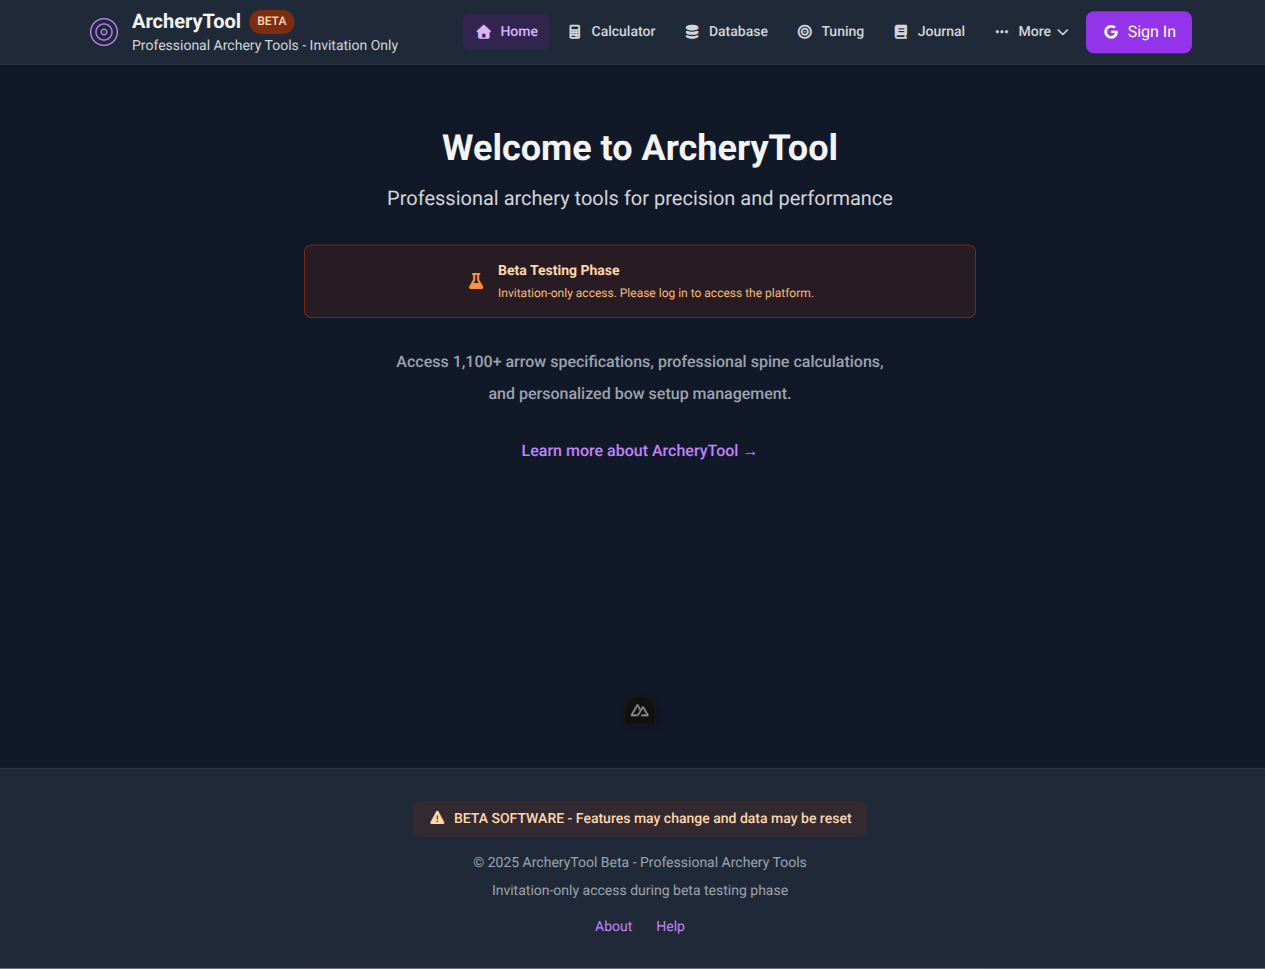 ArcheryTool BETA
Professional Archery Tools - Invitation Only
Home Calculator Database Tuning Journal More Sign In
Welcome to ArcheryTool
Professional archery tools for precision and performance
Beta Testing Phase
Invitation-only access. Please log in to access the platform.
Access 1,100+ arrow specifications, professional spine calculations,
and personalized bow setup management.
Learn more about ArcheryTool →
BETA SOFTWARE - Features may change and data may be reset
© 2025 ArcheryTool Beta - Professional Archery Tools
Invitation-only access during beta testing phase
About Help